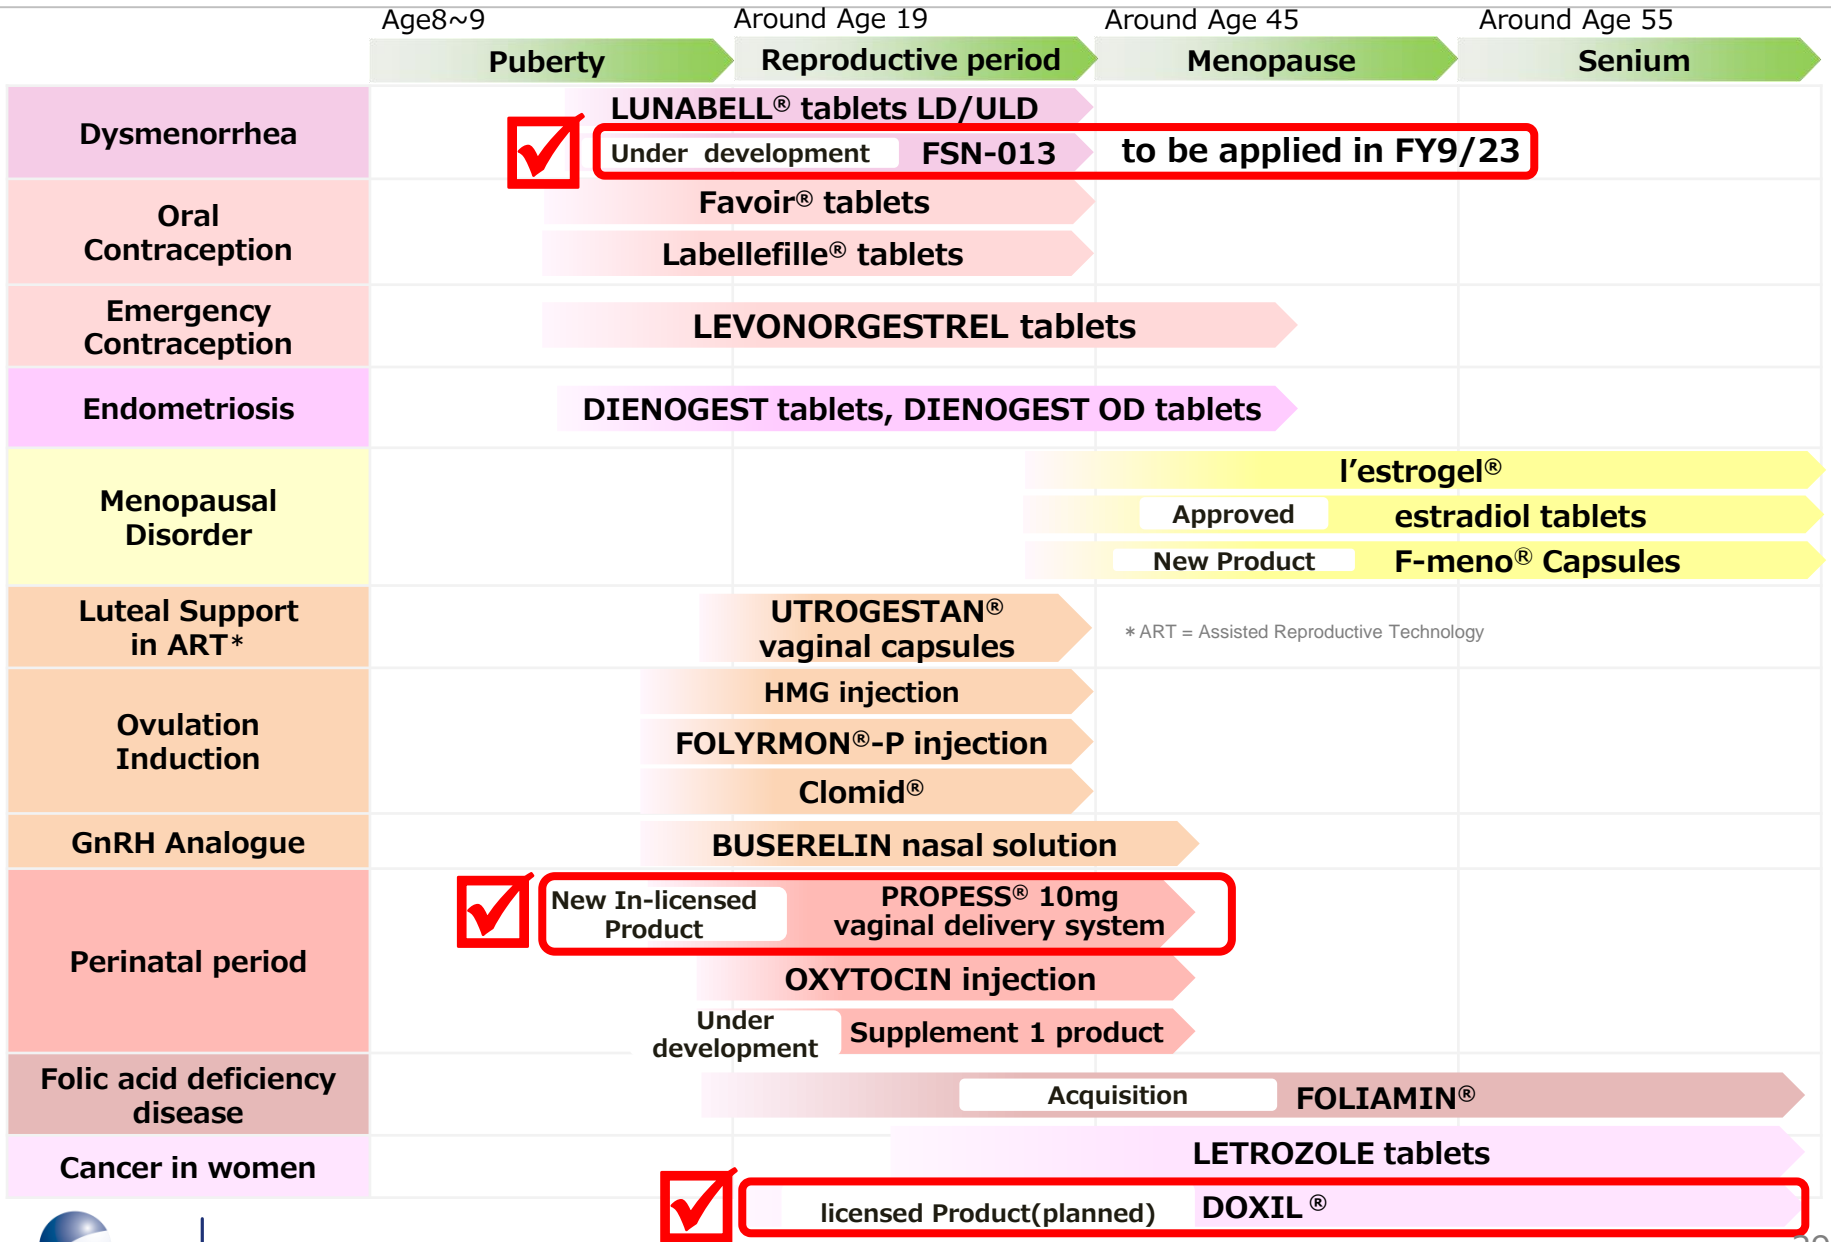 Age8~9 Around Age 19 Around Age 45 Around Age 55
Puberty Reproductive period Menopause Senium
Dysmenorrhea
LUNABELL® tablets LD/ULD
Under development FSN-013 to be applied in FY9/23
Oral
Contraception
Favoir® tablets
Labellefille® tablets
Emergency
Contraception
LEVONORGESTREL tablets
Endometriosis
DIENOGEST tablets, DIENOGEST OD tablets
Menopausal
Disorder
l’estrogel®
Approved estradiol tablets
New Product F-meno® Capsules
Luteal Support
in ART*
UTROGESTAN®
vaginal capsules
*ART = Assisted Reproductive Technology
Ovulation
Induction
HMG injection
FOLYRMON®-P injection
Clomid®
GnRH Analogue
BUSERELIN nasal solution
Perinatal period
New In-licensed
Product
PROPESS® 10mg
vaginal delivery system
OXYTOCIN injection
Under
development
Supplement 1 product
Folic acid deficiency
disease
Acquisition FOLIAMIN®
Cancer in women
LETROZOLE tablets
licensed Product(planned) DOXIL®